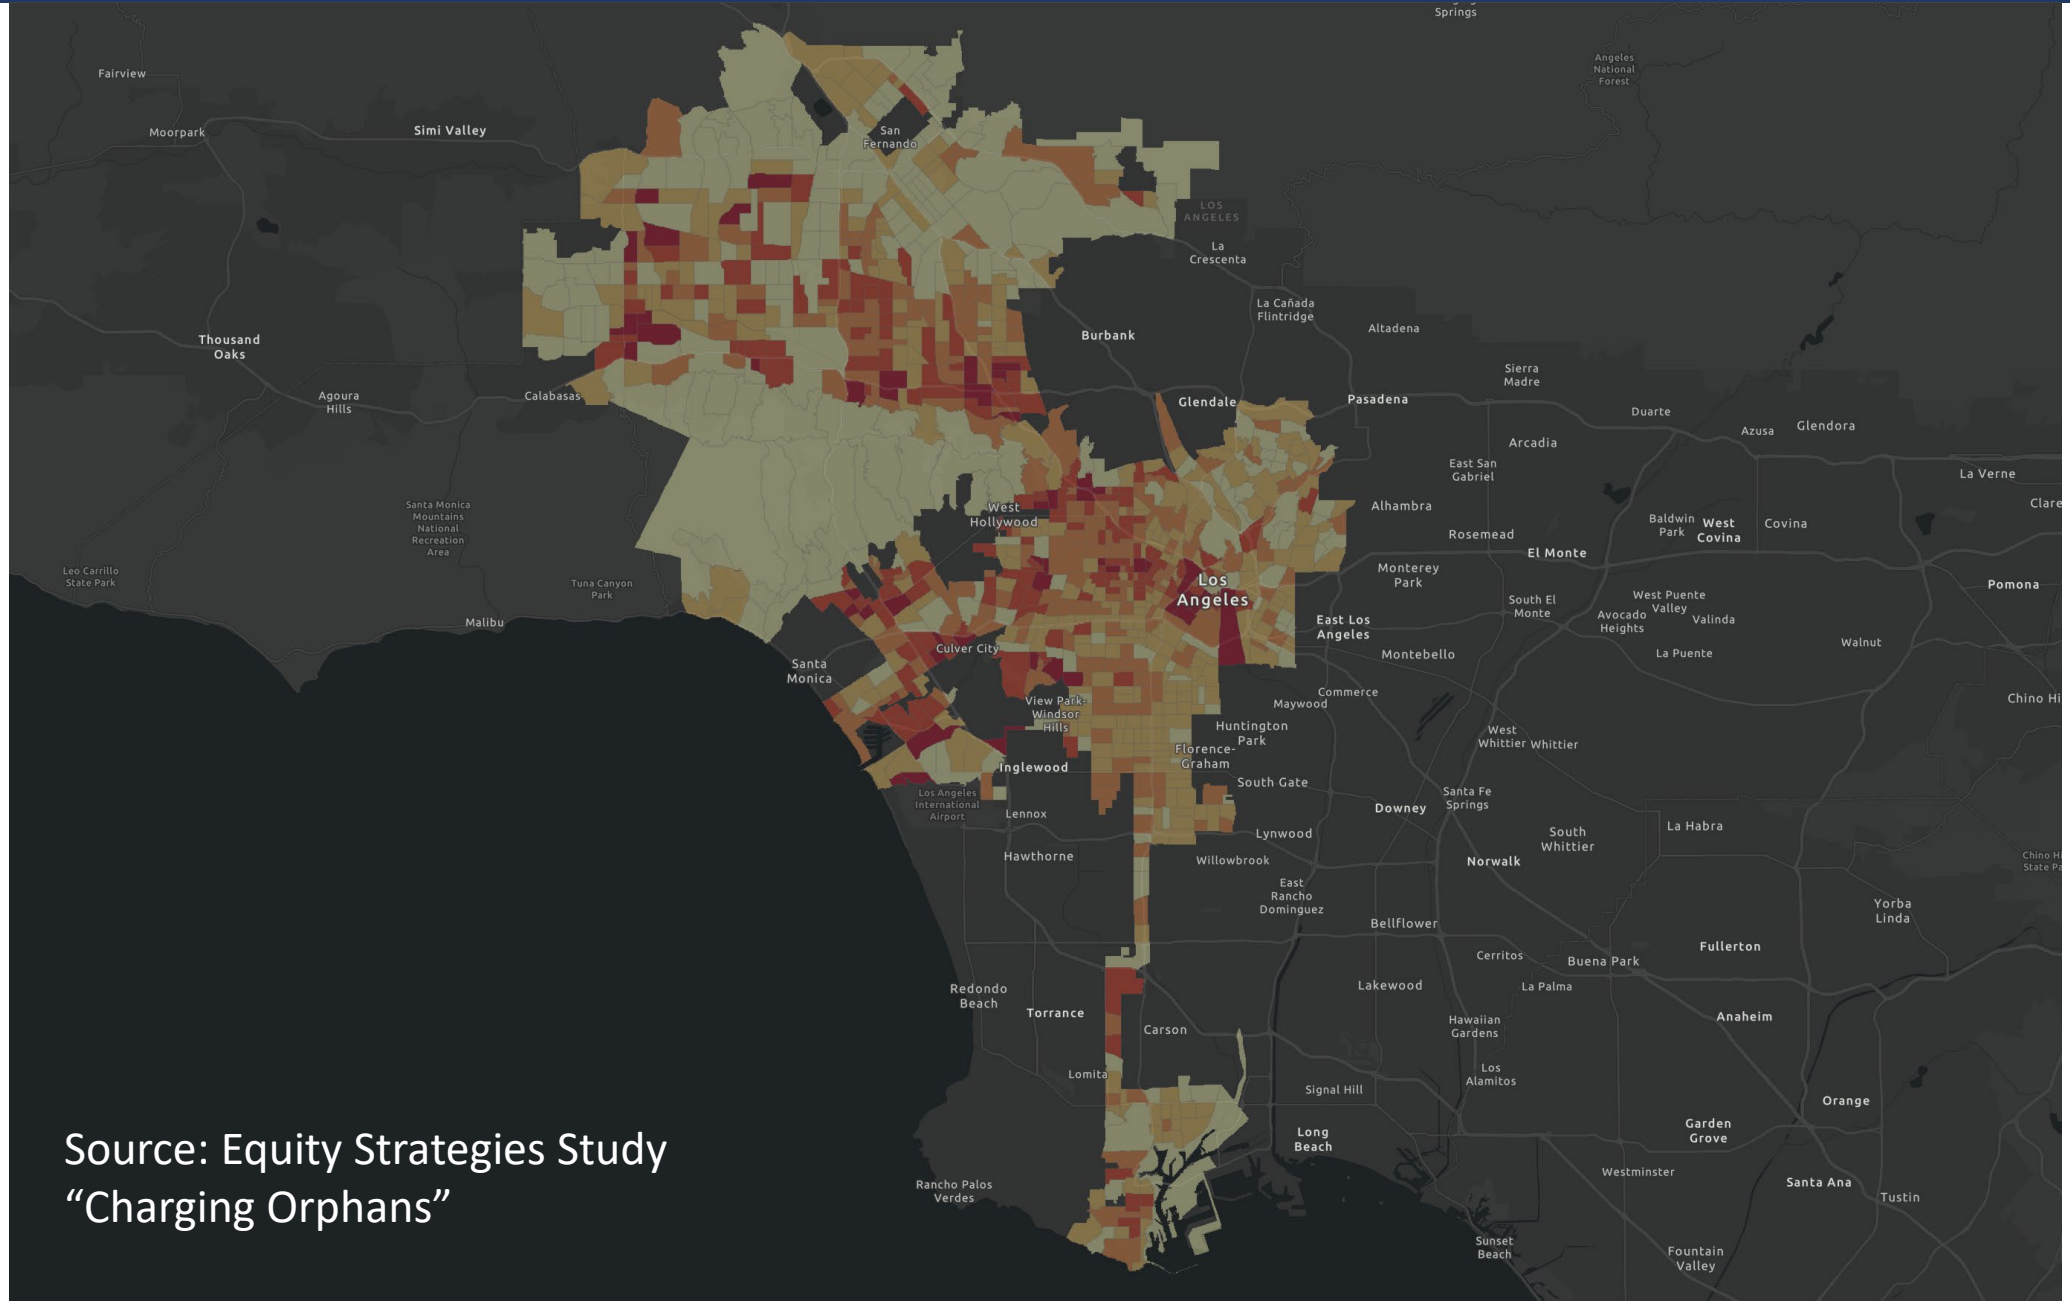 Springs
Angeles
National
Forest
Fairview
Moorpark
Simi Valley
San
Fernando
LOS
ANGELES
La
Crescenta
La Cañada
Flintridge
Altadena
Burbank
Thousand
Oaks
Sierra
Madre
Agoura
Hills
Calabasas
Glendale
Pasadena
Duarte
Azusa
Glendora
Arcadia
East San
Gabriel
La Verne
Santa Monica
Mountains
National
Recreation
Area
West
Hollywood
Alhambra
Rosemead
Baldwin
Park
West
Covina
Covina
Clare
El Monte
Leo Carrillo
State Park
Tuna Canyon
Park
Monterey
Park
Los
Angeles
Pomona
South El
Monte
West Puente
Valley
Avocado
Heights
Valinda
Malibu
East Los
Angeles
Walnut
Culver City
Montebello
La Puente
Santa
Monica
Commerce
Maywood
Chino Hi
View Park-
Windsor
Hills
Huntington
Park
West
Whittier
Whittier
Florence-
Graham
Inglewood
South Gate
Los Angeles
International
Airport
Lennox
Santa Fe
Springs
Downey
Lynwood
South
Whittier
La Habra
Hawthorne
Willowbrook
Norwalk
Chino Hi
State Pa
East
Rancho
Dominguez
Bellflower
Yorba
Linda
Fullerton
Cerritos
Buena Park
Redondo
Beach
Lakewood
La Palma
Torrance
Carson
Hawaiian
Gardens
Anaheim
Lomita
Los
Alamitos
Signal Hill
Orange
Long
Beach
Garden
Grove
Source: Equity Strategies Study
“Charging Orphans”
Rancho Palos
Verdes
Westminster
Santa Ana
Tustin
Sunset
Beach
Fountain
Valley